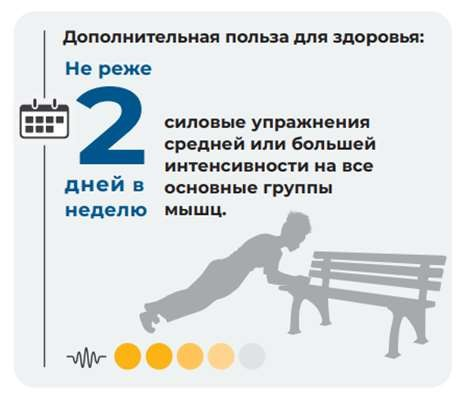 Дополнительная польза для здоровья:
Не реже
2
дней в
неделю
силовые упражнения
средней или большей
интенсивности на все
основные группы
мышц.